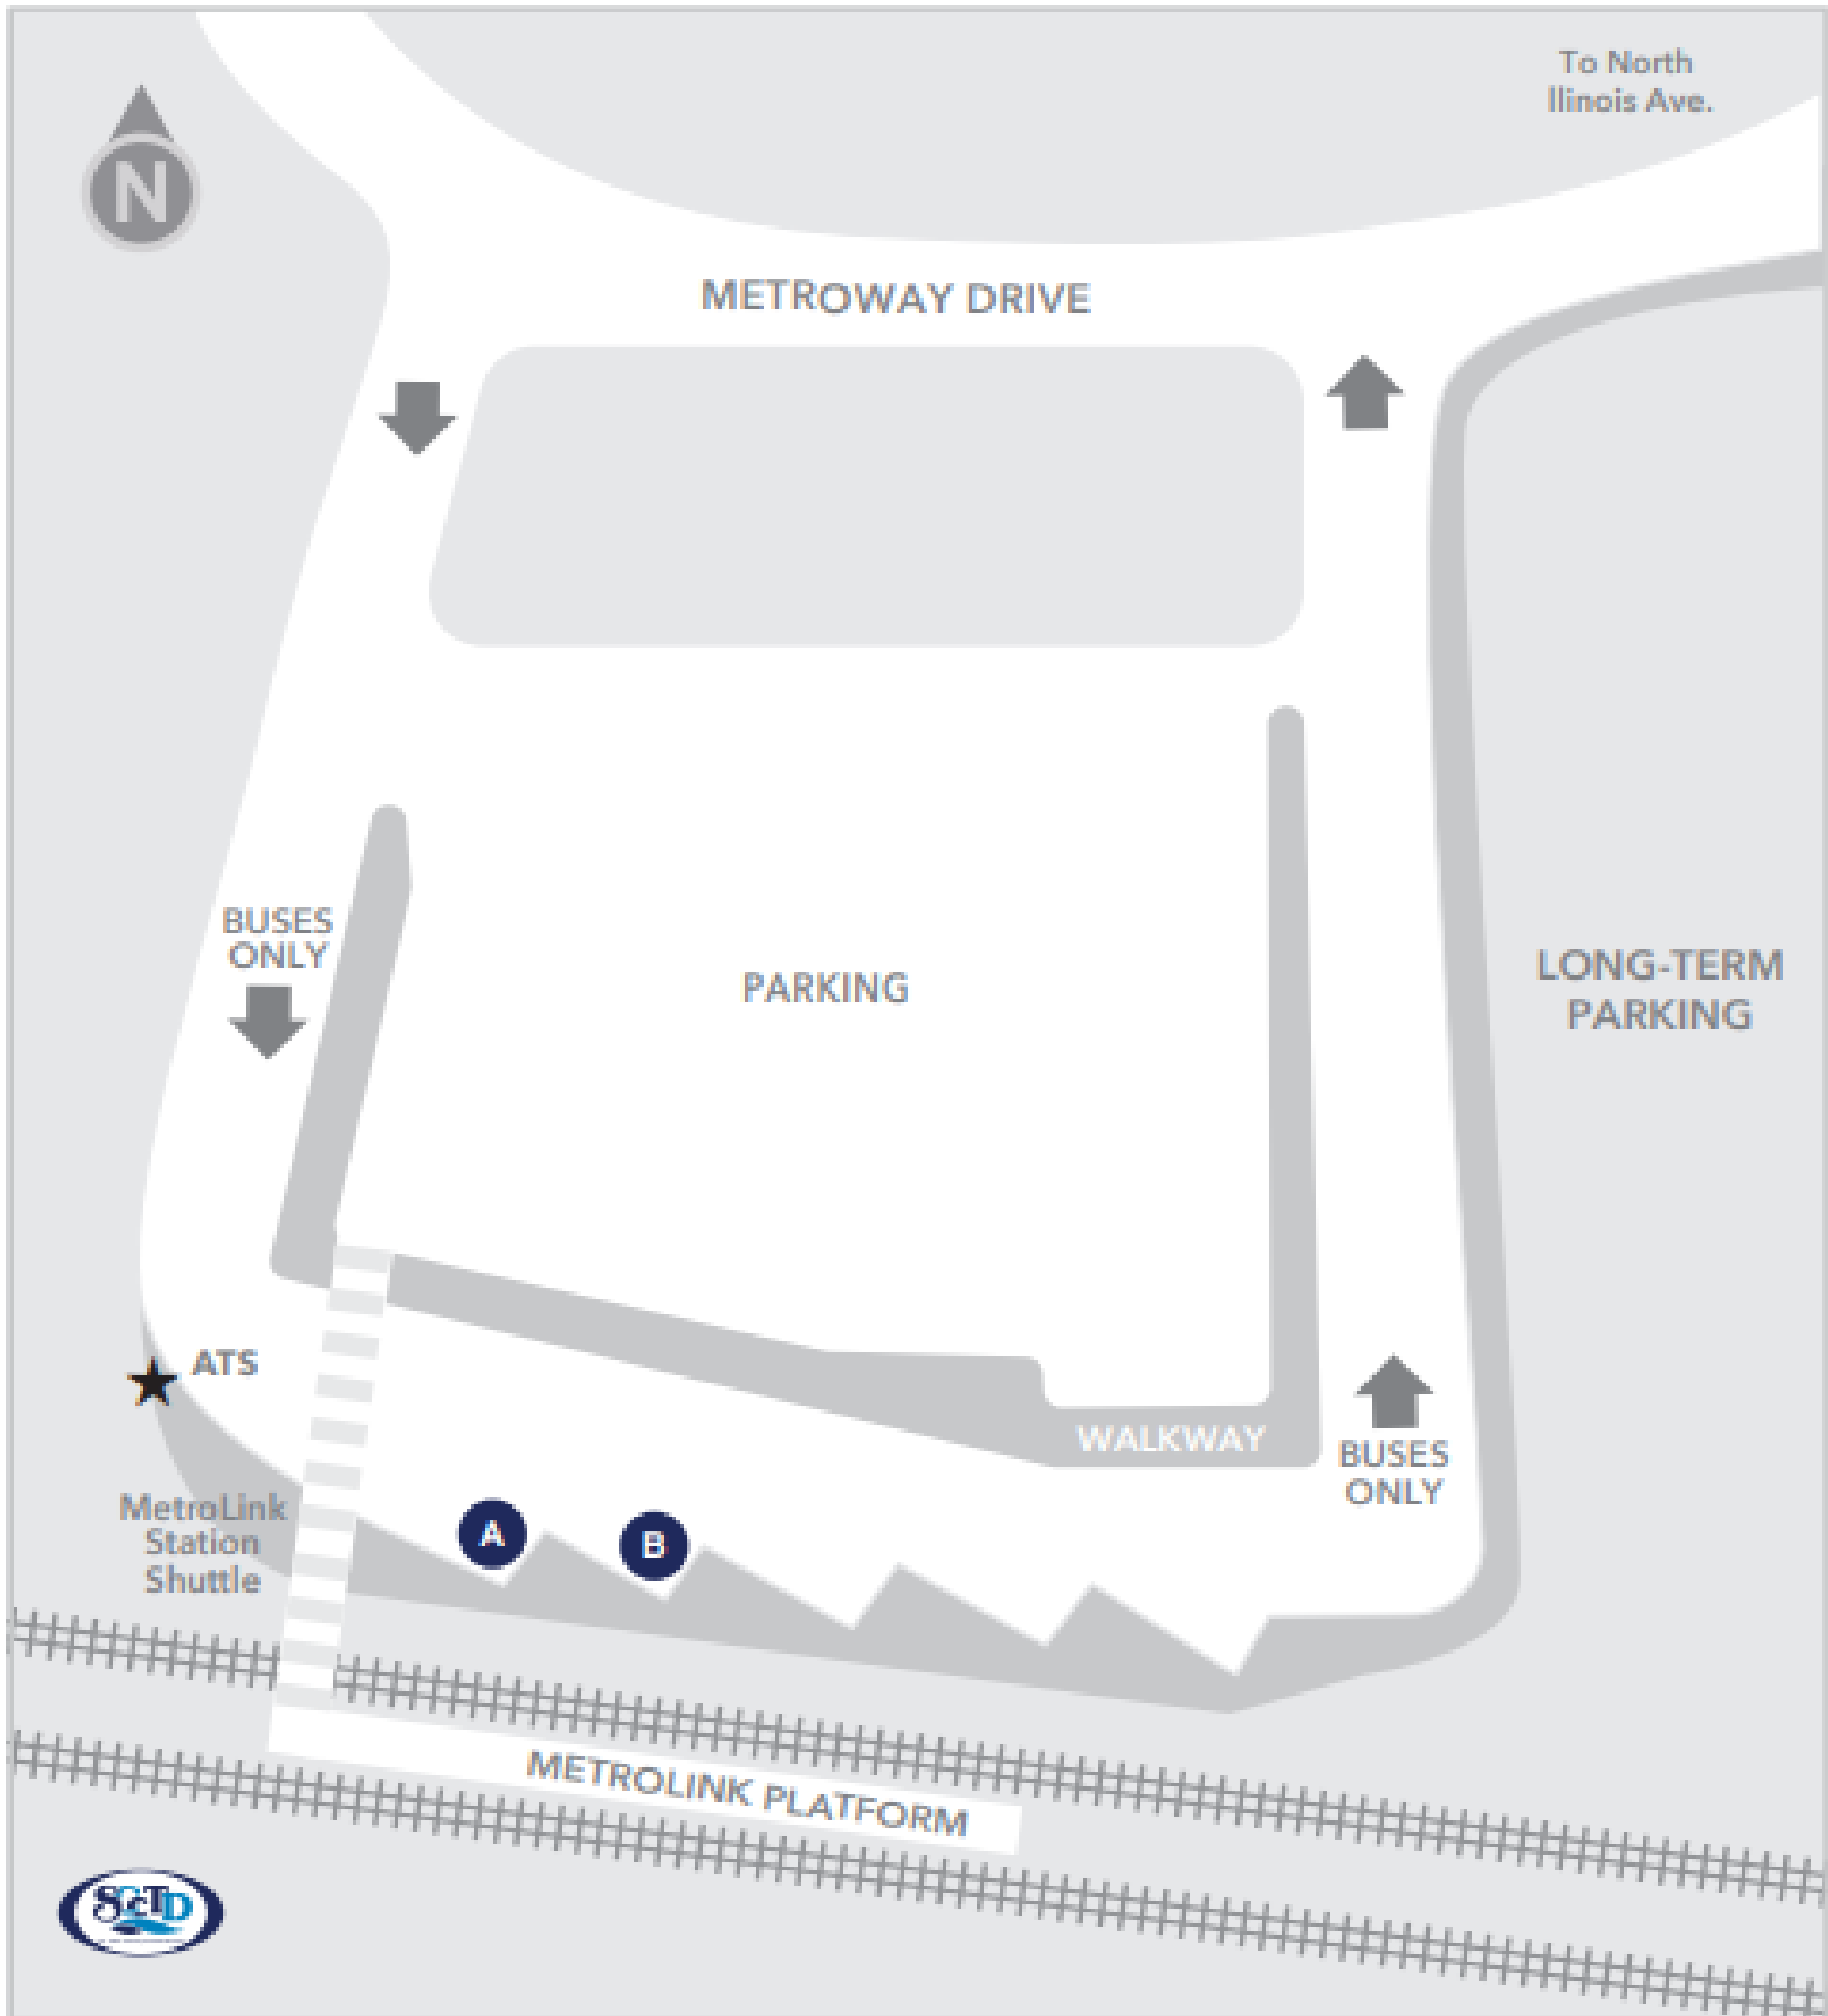 To North
llinois Ave.
N
METROWAY DRIVE
BUSES
ONLY
PARKING
LONG-TERM
PARKING
ATS
WALKWAY
BUSES
ONLY
MetroLink
Station
Shuttle
A
B
METROLINK PLATFORM
SCTD